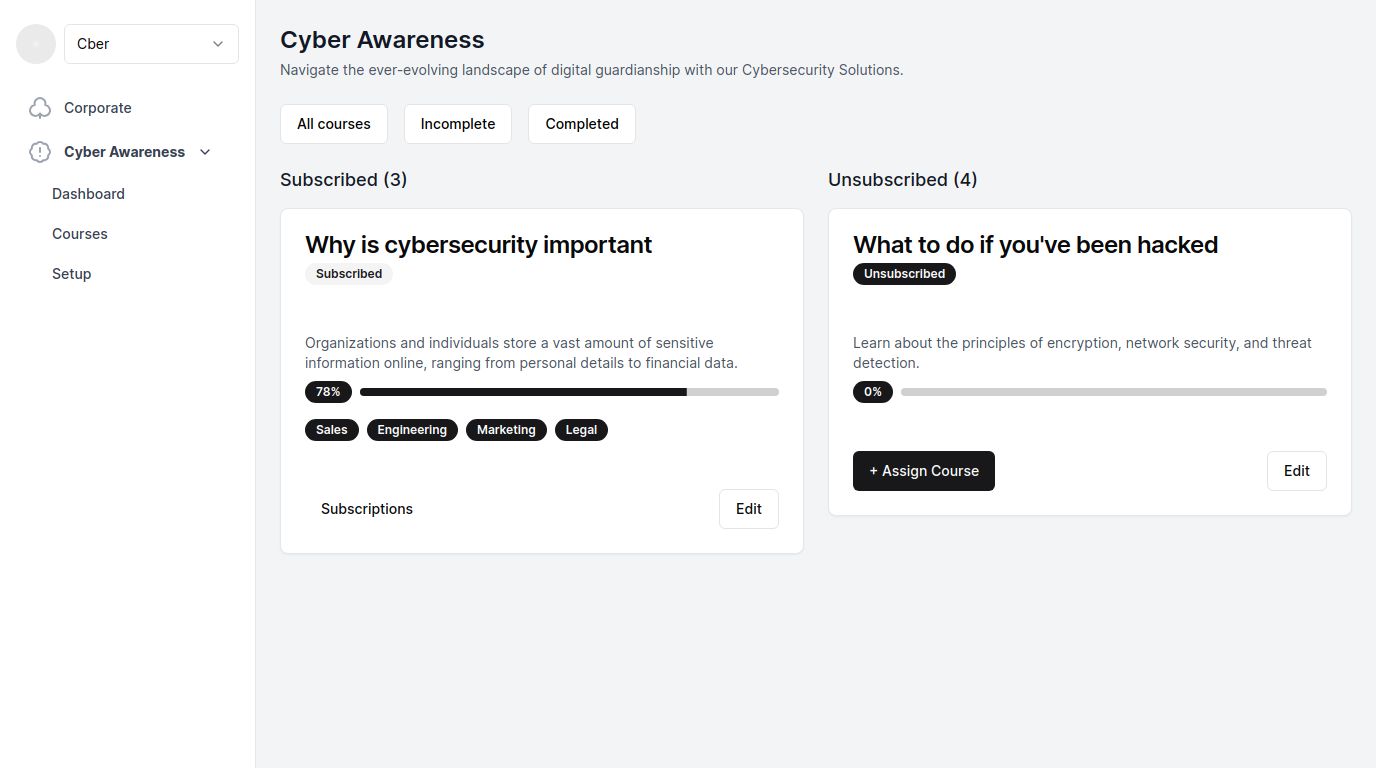 Cber
Corporate
Cyber Awareness
Dashboard
Courses
Setup
Cyber Awareness
Navigate the ever-evolving landscape of digital guardianship with our Cybersecurity Solutions.
All courses
Incomplete
Completed
Subscribed (3)
Why is cybersecurity important
Subscribed
Organizations and individuals store a vast amount of sensitive
information online, ranging from personal details to financial data.
78%
Sales
Engineering
Marketing
Legal
Subscriptions
Edit
Unsubscribed (4)
What to do if you've been hacked
Unsubscribed
Learn about the principles of encryption, network security, and threat
detection.
0%
+ Assign Course
Edit